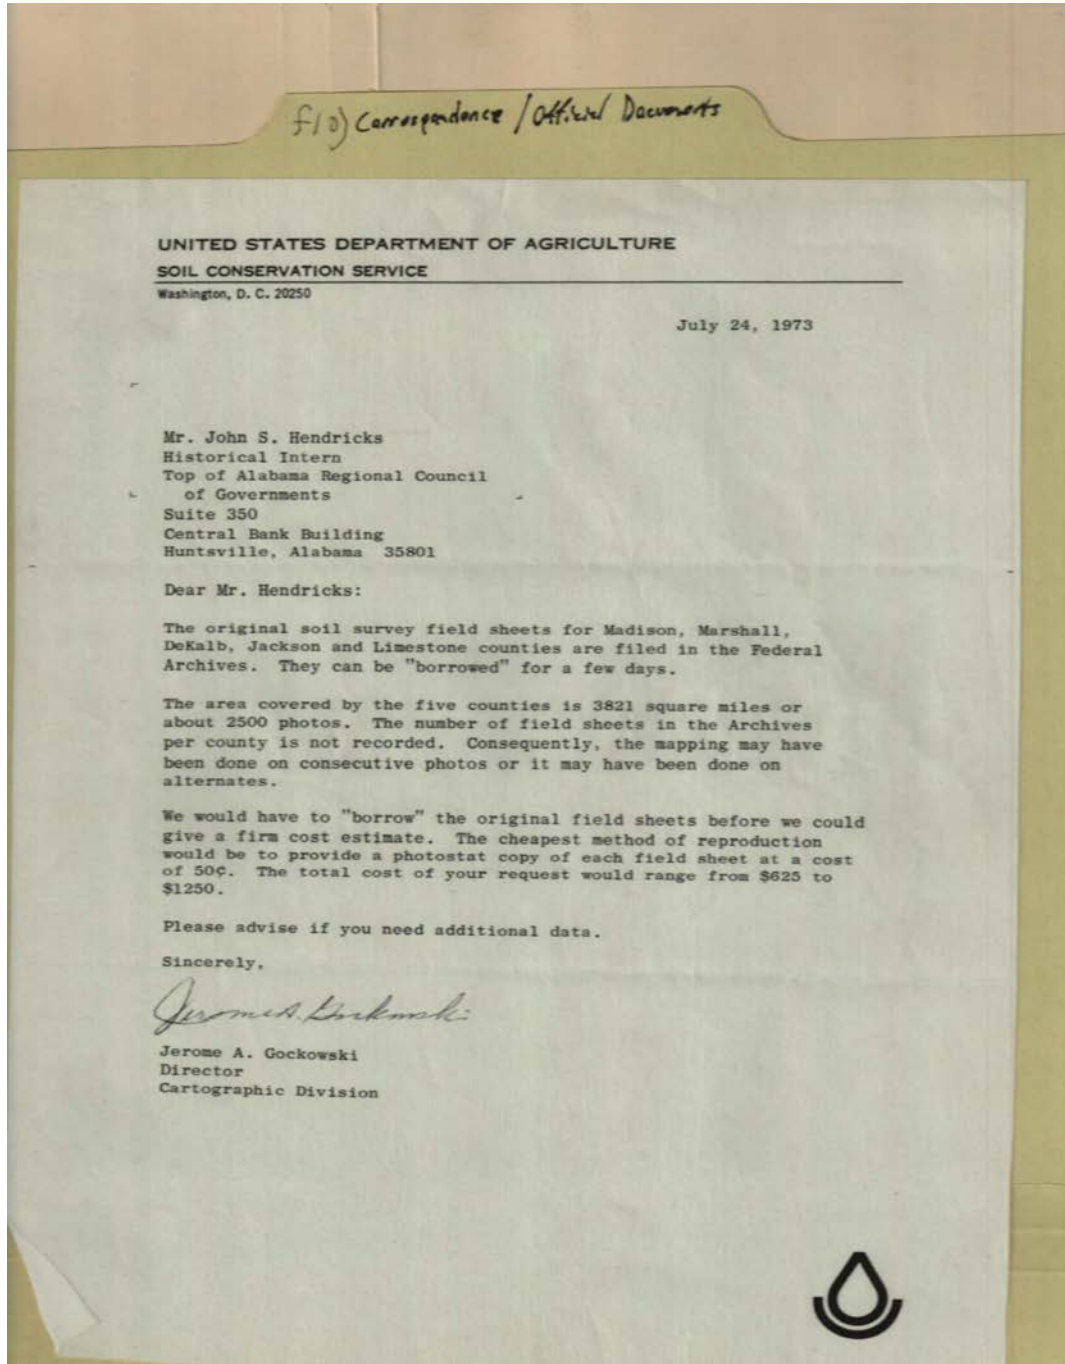 f10) Correspondence / Official Documents
UNITED STATES DEPARTMENT OF AGRICULTURE
SOIL CONSERVATION SERVICE
Washington, D. C. 20250
July 24, 1973
Mr. John S. Hendricks
Historical Intern
Top of Alabama Regional Council
of Governments
Suite 350
Central Bank Building
Huntsville, Alabama 35801
Dear Mr. Hendricks:
The original soil survey field sheets for Madison, Marshall,
DeKalb, Jackson and Limestone counties are filed in the Federal
Archives. They can be "borrowed" for a few days.
The area covered by the five counties is 3821 square miles or
about 2500 photos. The number of field sheets in the Archives
per county is not recorded. Consequently, the mapping may have
been done on consecutive photos or it may have been done on
alternates.
We would have to "borrow" the original field sheets before we could
give a firm cost estimate. The cheapest method of reproduction
would be to provide a photostat copy of each field sheet at a cost
of 50¢. The total cost of your request would range from $625 to
$1250.
Please advise if you need additional data.
Sincerely,
Jerome A. Gockowski
Jerome A. Gockowski
Director
Cartographic Division